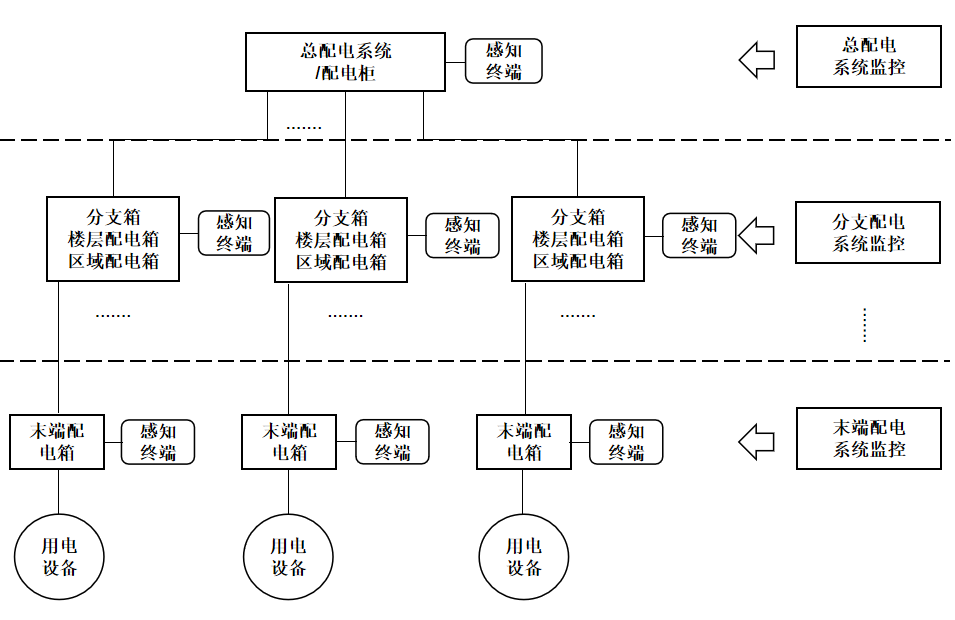 总配电系统
/配电柜
感知
终端
总配电
系统监控
.......
分支箱
楼层配电箱
区域配电箱
感知
终端
分支箱
楼层配电箱
区域配电箱
感知
终端
分支箱
楼层配电箱
区域配电箱
感知
终端
分支配电
系统监控
.......
.......
.......
.......
末端配
电箱
感知
终端
末端配
电箱
感知
终端
末端配
电箱
感知
终端
末端配电
系统监控
用电
设备
用电
设备
用电
设备